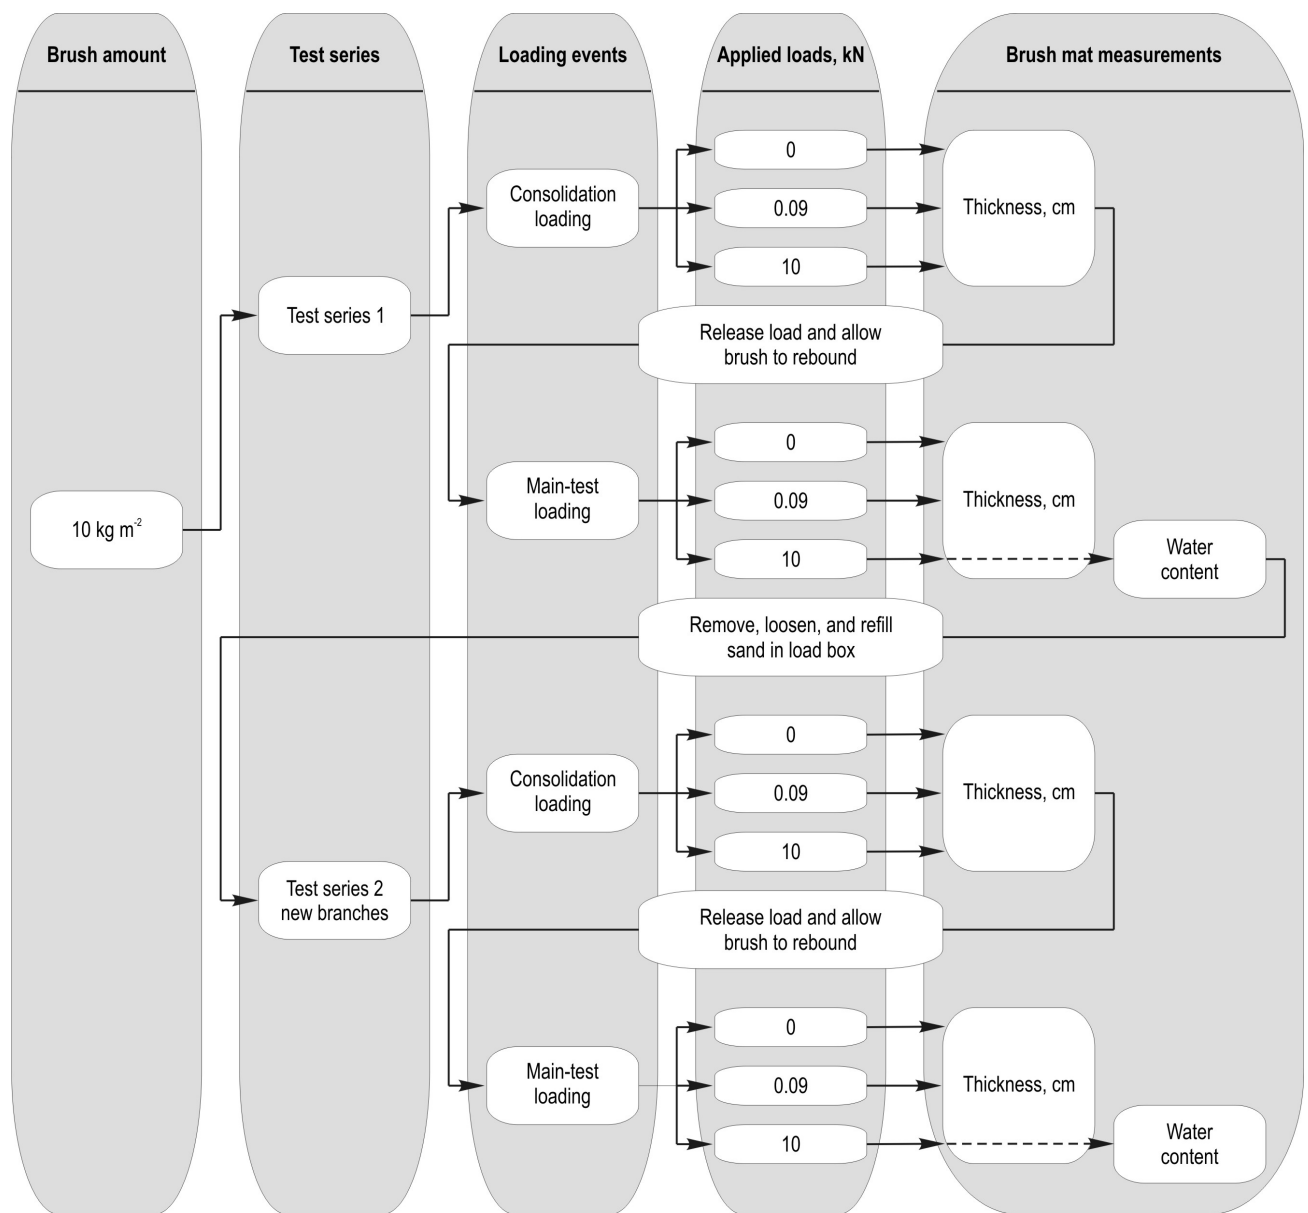 Brush amount
Test series
Loading events
Applied loads, kN
Brush mat measurements
0
Consolidation
loading
0.09
Thickness, cm
10
Test series 1
Release load and allow
brush to rebound
0
Main-test
loading
0.09
Thickness, cm
10 kg m⁻²
10
Water
content
Remove, loosen, and refill
sand in load box
0
Consolidation
loading
0.09
Thickness, cm
10
Test series 2
new branches
Release load and allow
brush to rebound
0
Main-test
loading
0.09
Thickness, cm
10
Water
content